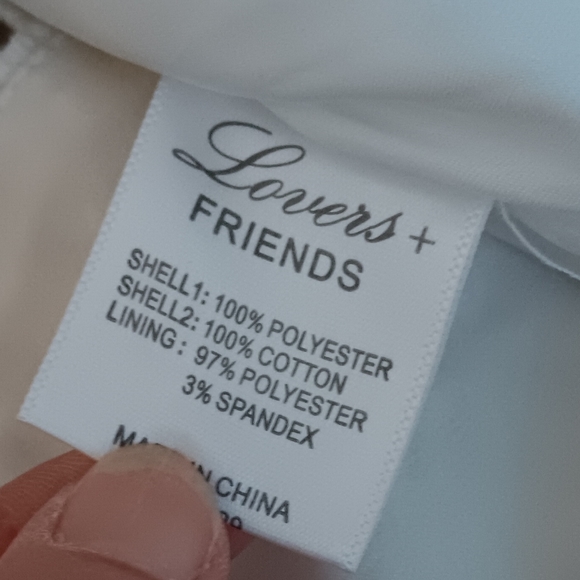 Lovers +
FRIENDS
SHELL1: 100% POLYESTER
SHELL2: 100% COTTON
LINING: 97% POLYESTER
3% SPANDEX
CHINA